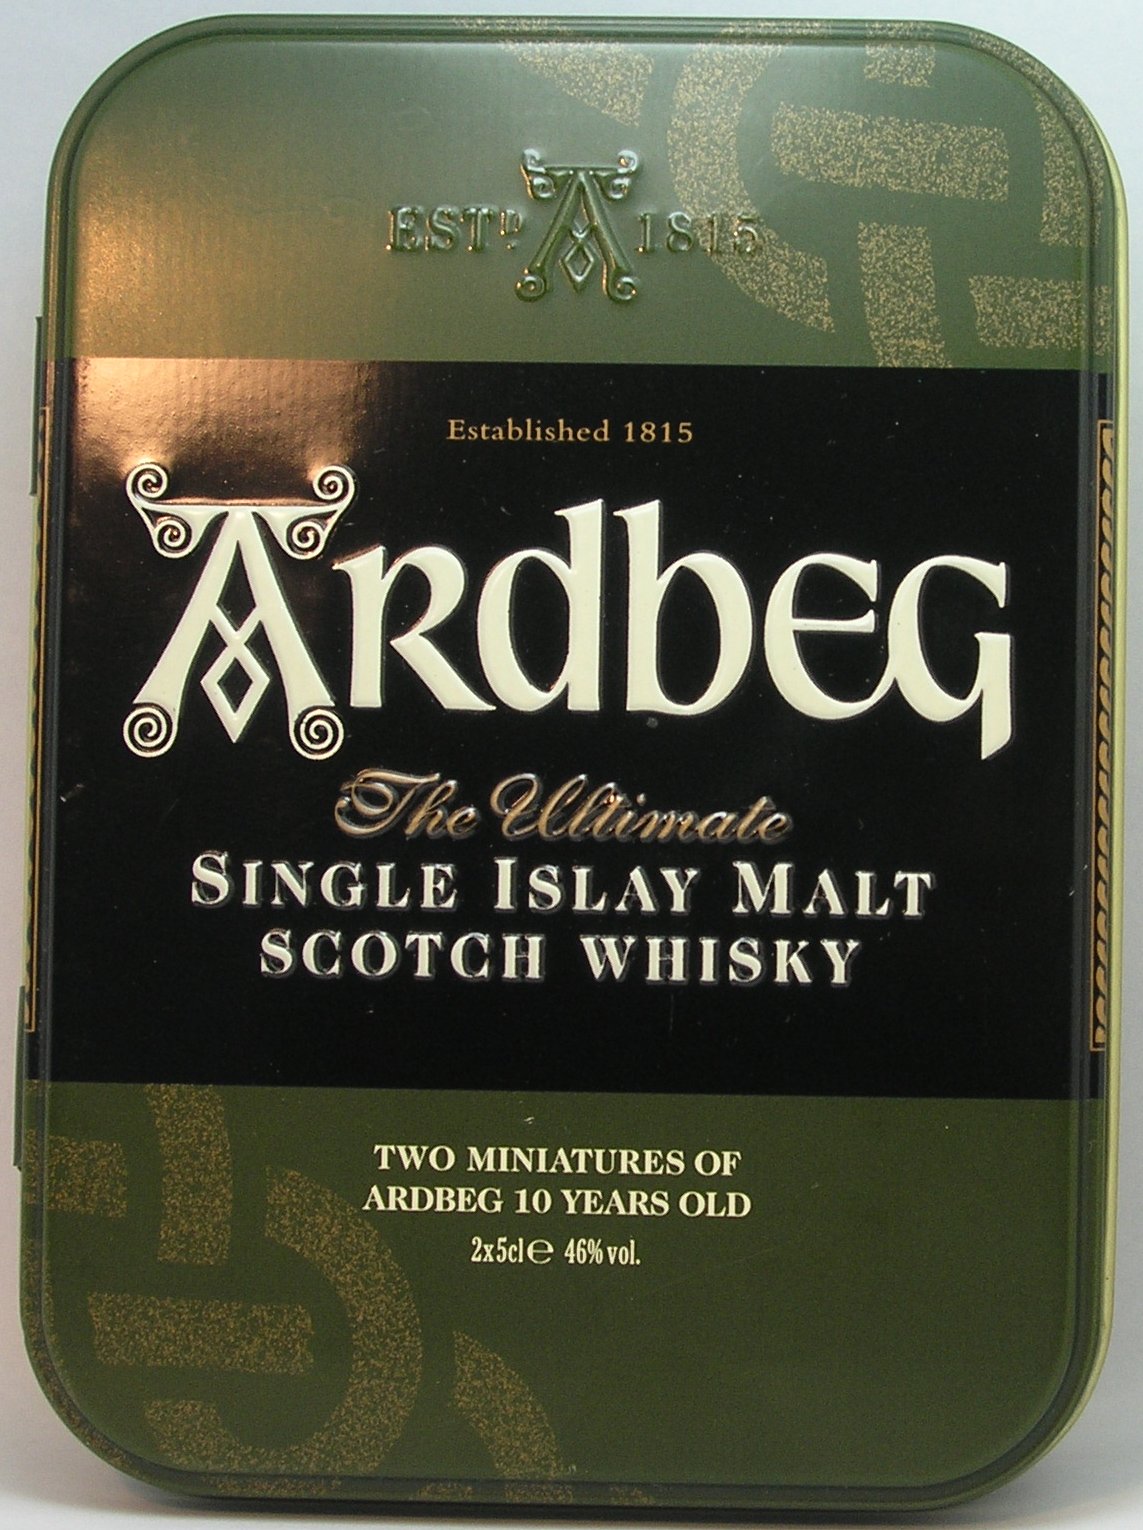 ESTD A 1815
Established 1815
Ardbeg
The Ultimate
SINGLE ISLAY MALT
SCOTCH WHISKY
TWO MINIATURES OF
ARDBEG 10 YEARS OLD
2x5cl℮ 46% vol.